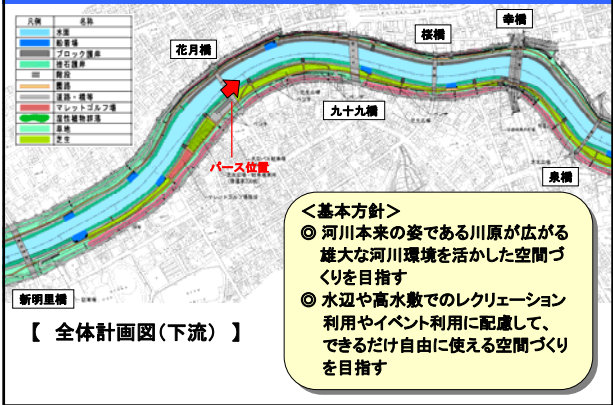 凡例 名称
水面
船着場
ブロック護岸
捨石護岸
階段
園路
道路・橋等
マレットゴルフ場
湿性植物群落
草地
芝生
花月橋
桜橋
幸橋
九十九橋
泉橋
パース位置
新明里橋
【 全体計画図(下流) 】
<基本方針>
◎ 河川本来の姿である川原が広がる
雄大な河川環境を活かした空間づ
くりを目指す
◎ 水辺や高水敷でのレクリェーション
利用やイベント利用に配慮して、
できるだけ自由に使える空間づくり
を目指す